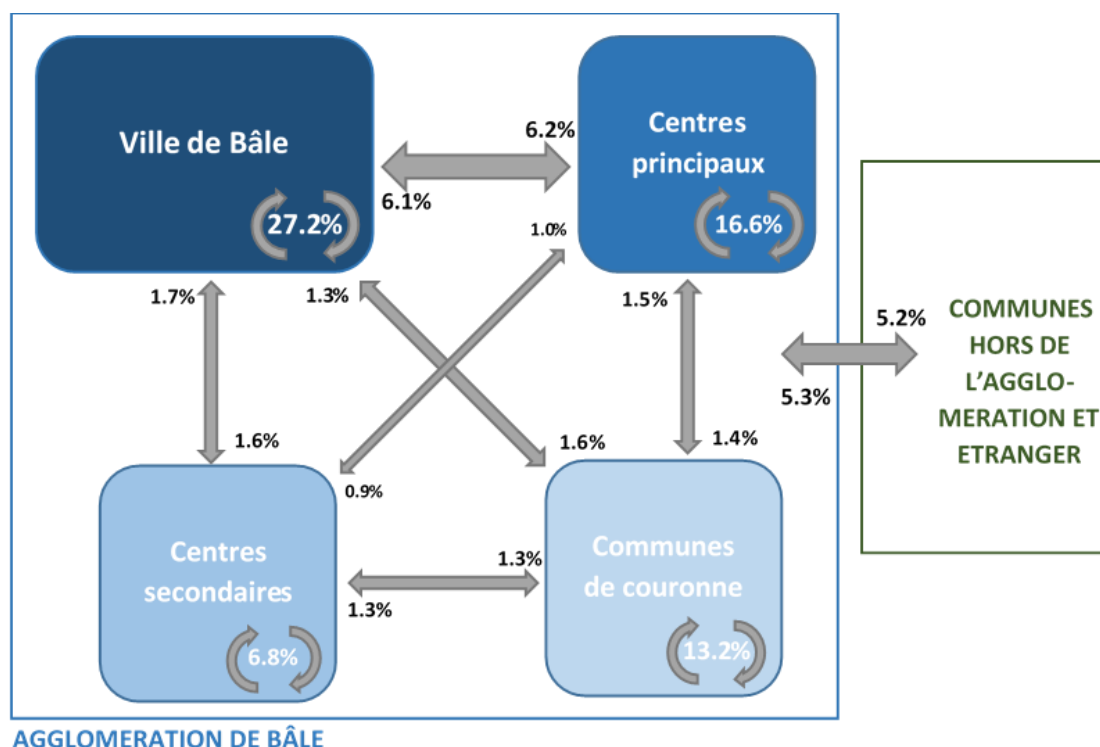 Ville de Bâle
27.2%
Centres
principaux
16.6%
6.2%
6.1%
1.0%
1.7%
1.3%
1.5%
5.2%
5.3%
COMMUNES
HORS DE
L'AGGLO-
MERATION ET
ETRANGER
1.6%
1.6%
1.4%
0.9%
Centres
secondaires
6.8%
1.3%
1.3%
Communes
de couronne
13.2%
AGGLOMERATION DE BÂLE